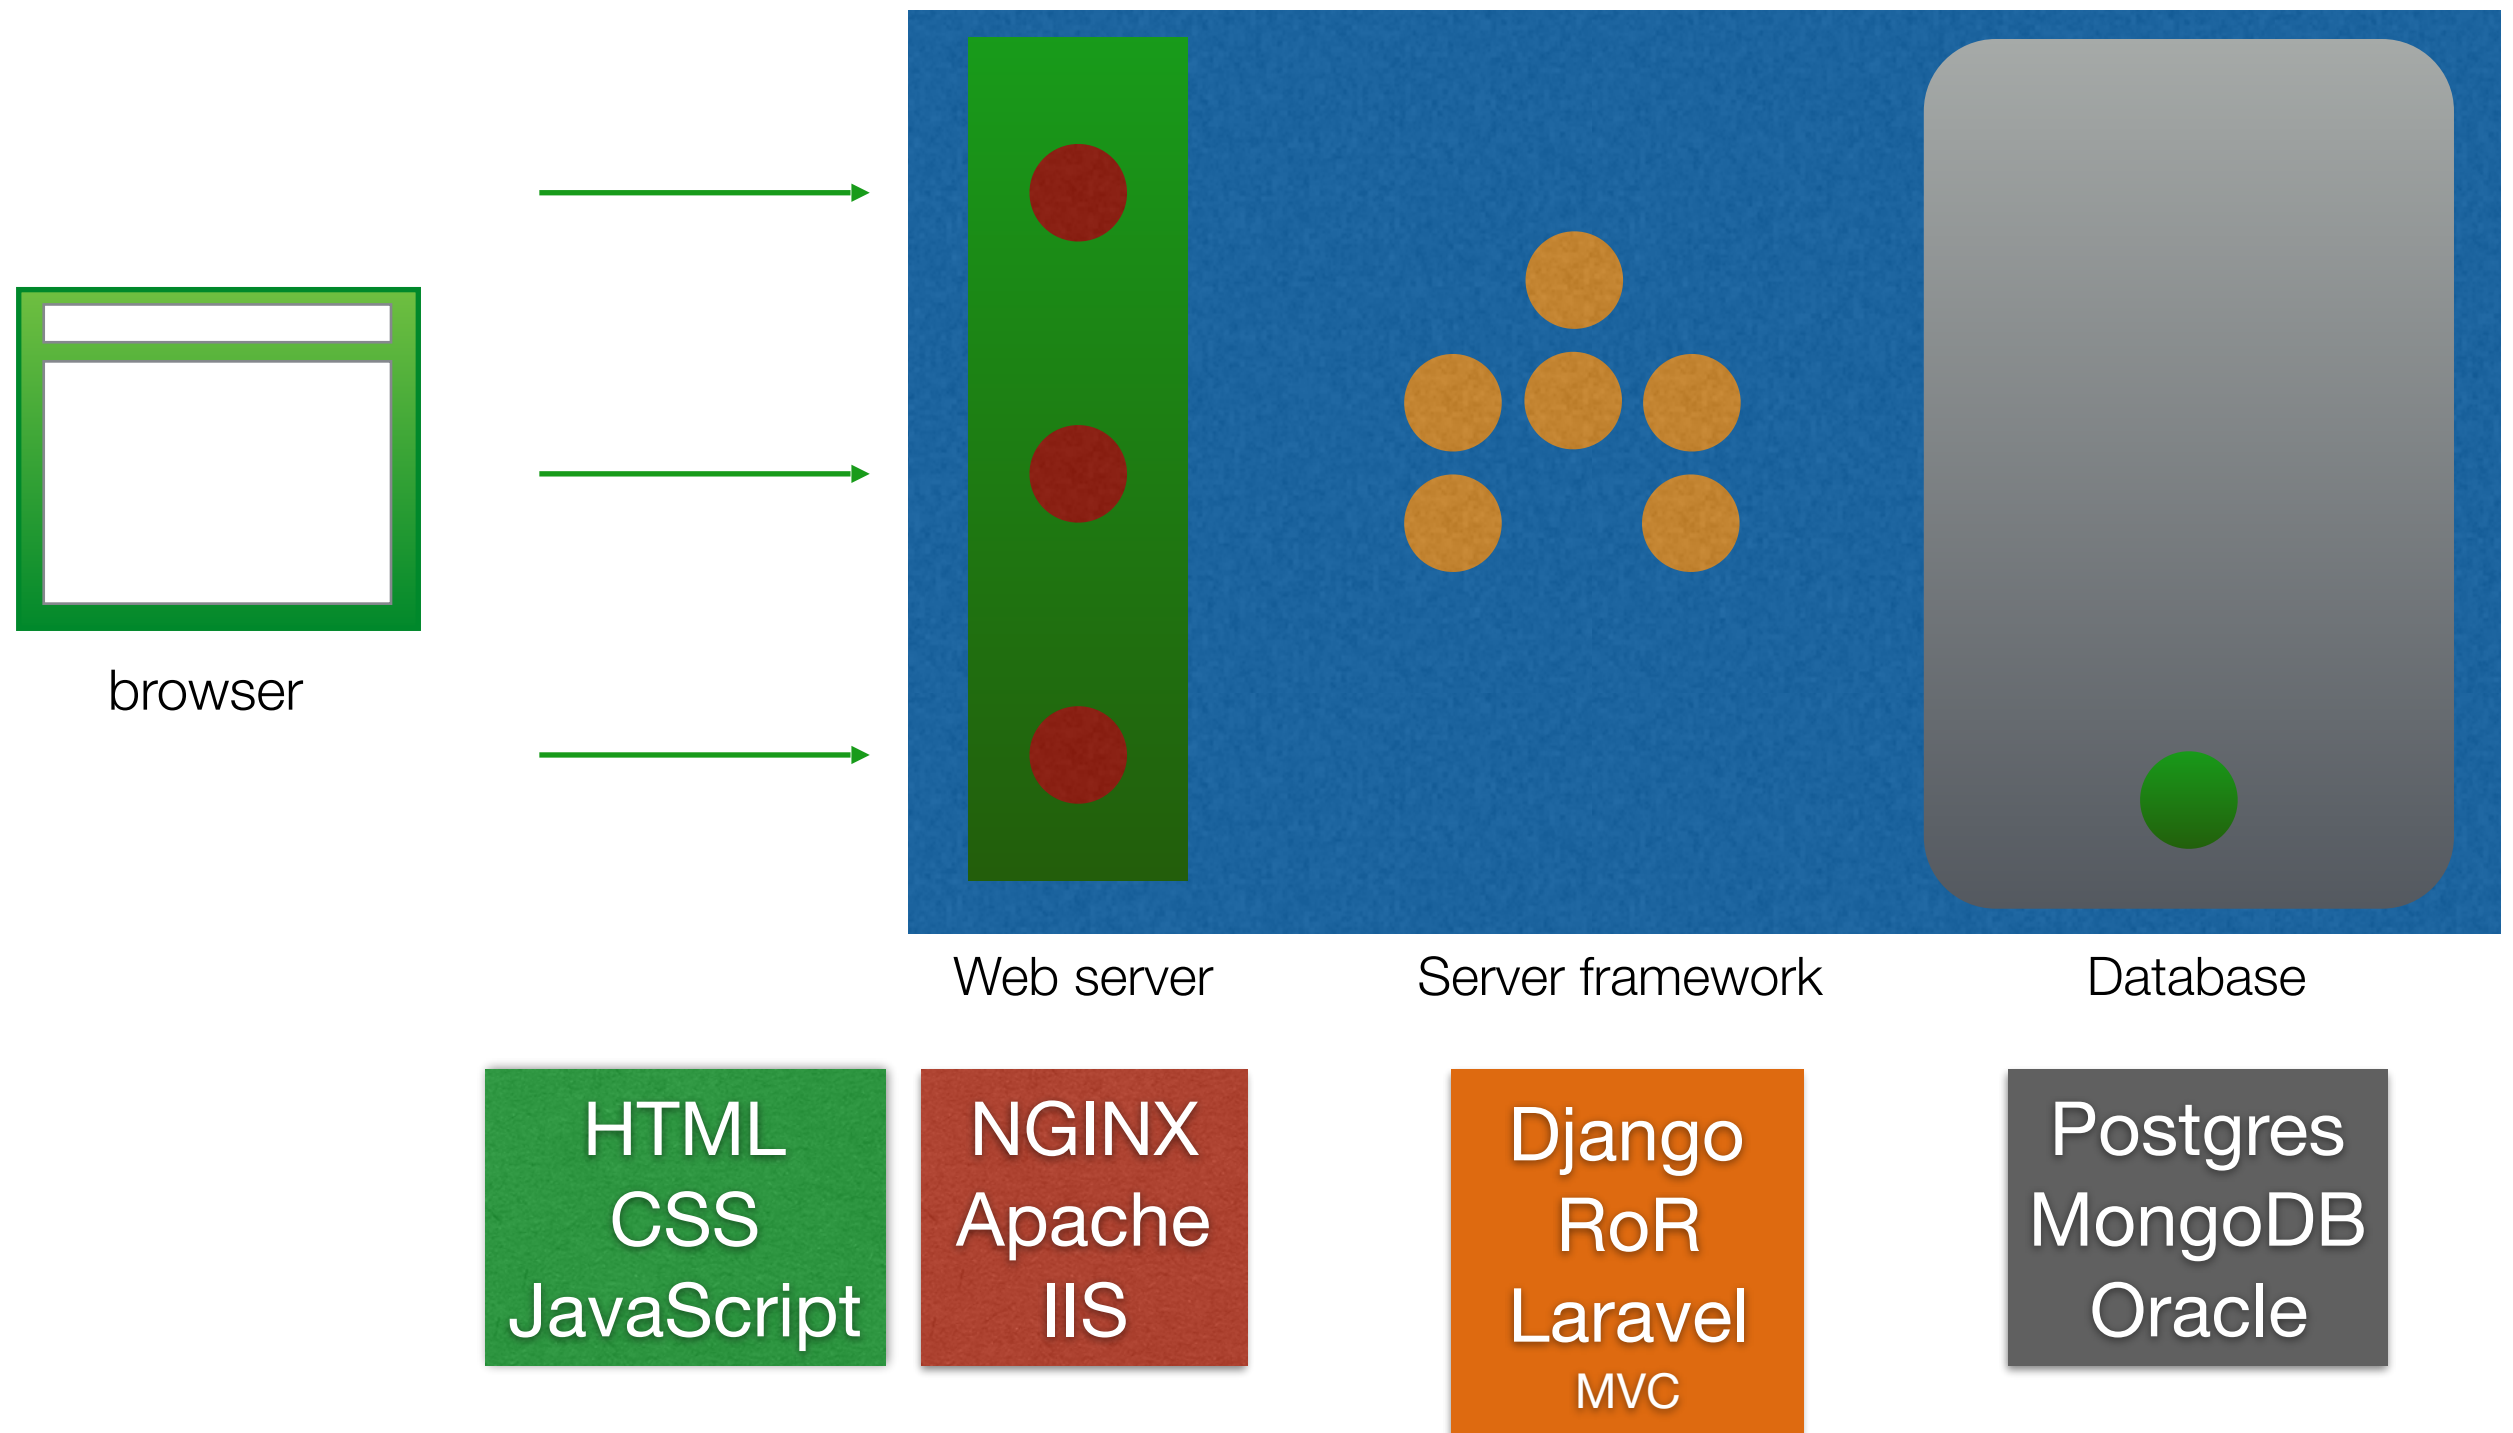 browser
Web server
Server framework
Database
HTML
CSS
JavaScript
NGINX
Apache
IIS
Django
RoR
Laravel
MVC
Postgres
MongoDB
Oracle